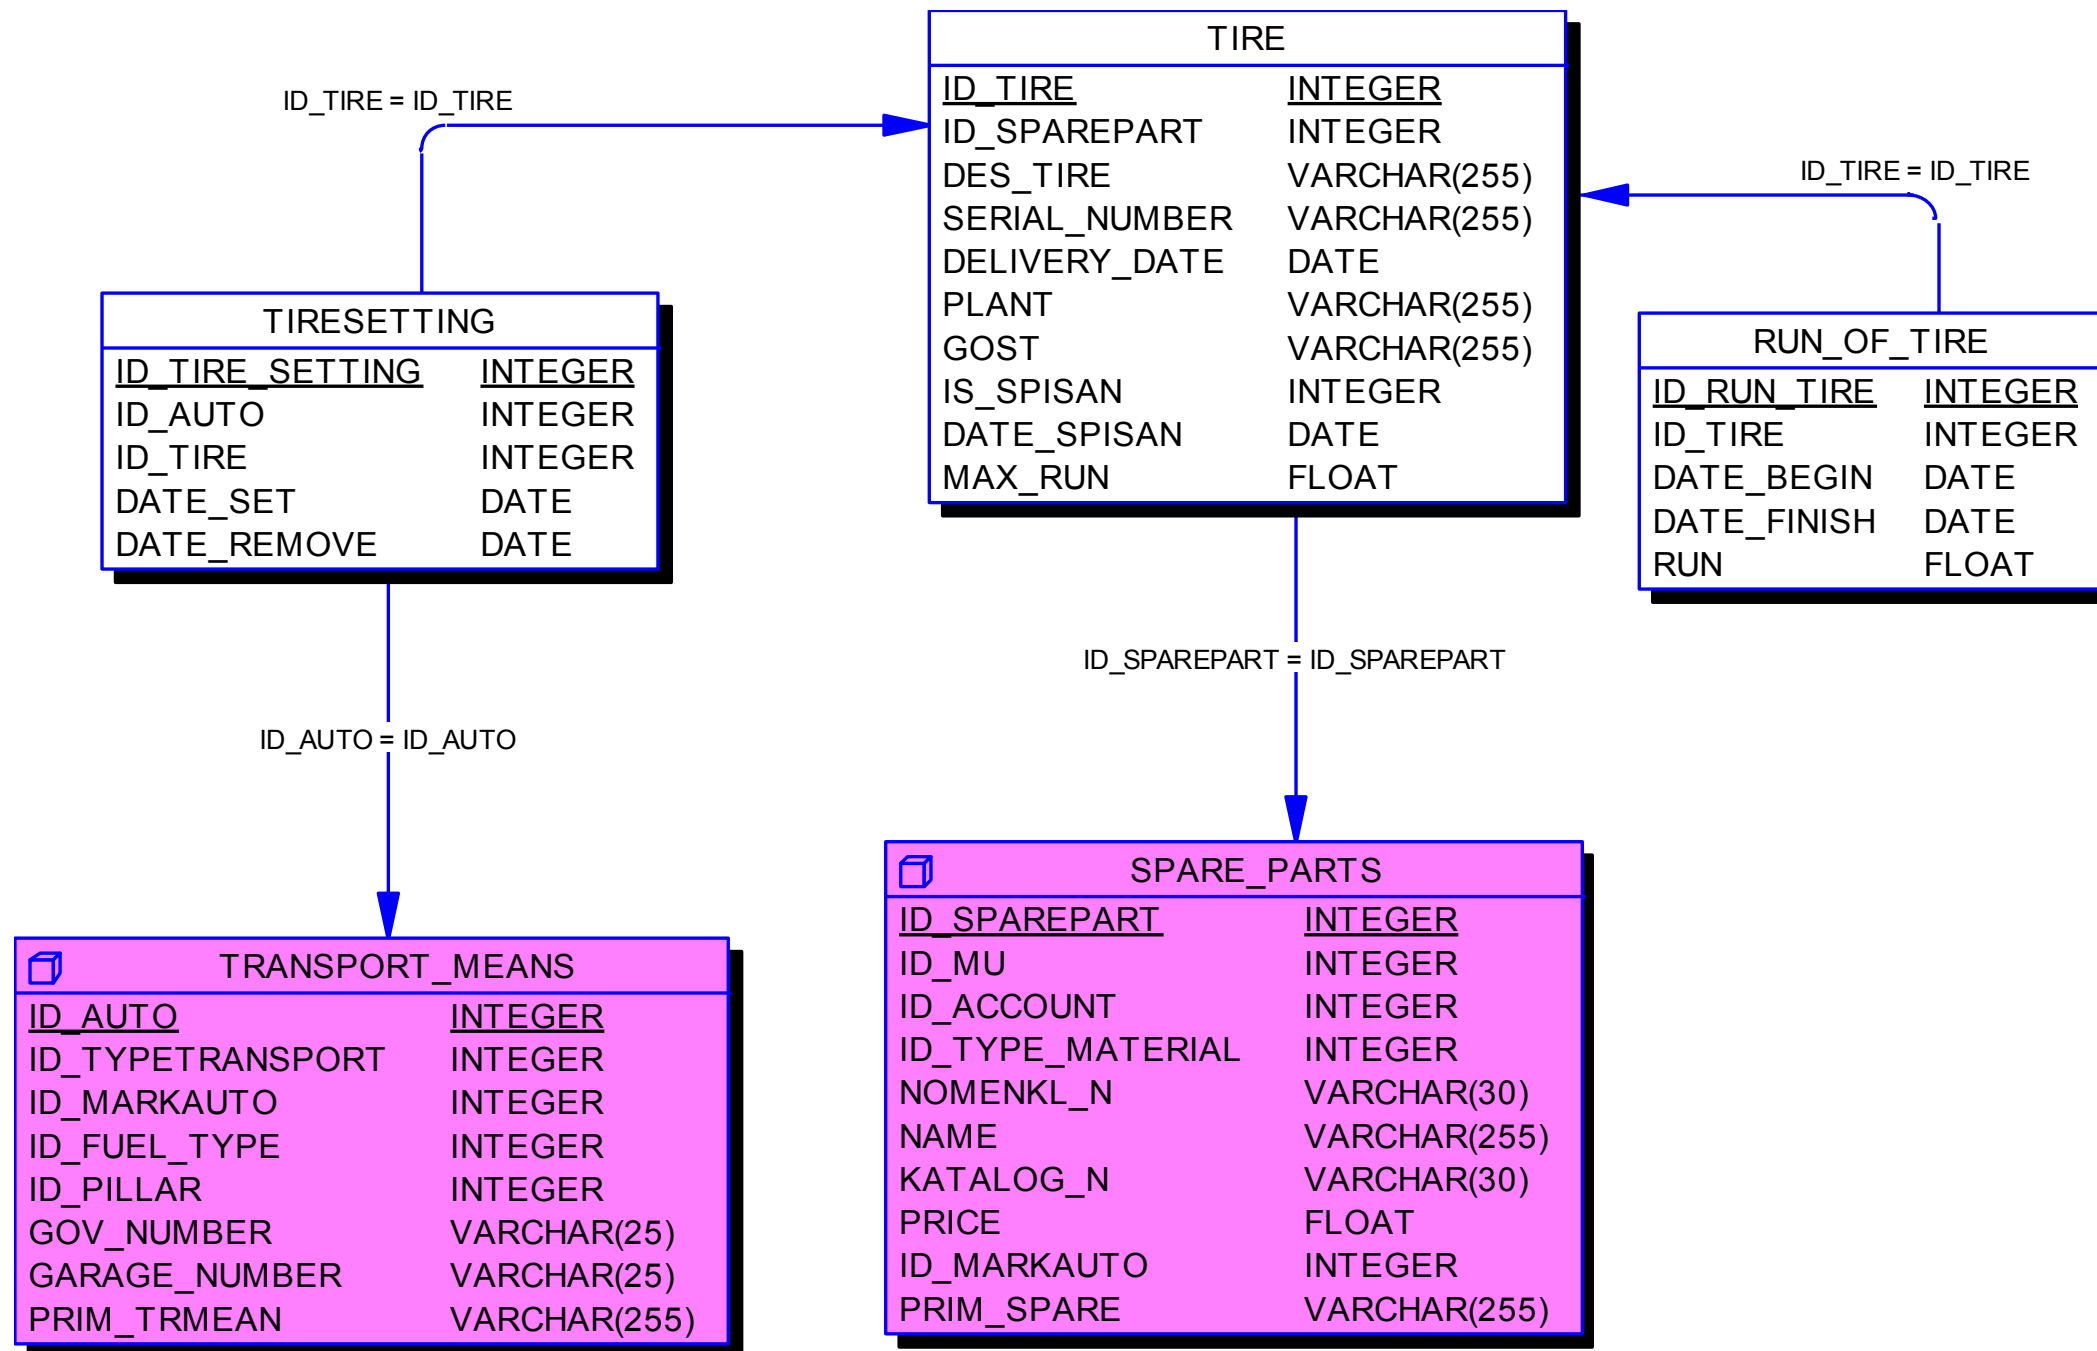 TIRE
ID_TIRE INTEGER
ID_SPAREPART INTEGER
DES_TIRE VARCHAR(255)
SERIAL_NUMBER VARCHAR(255)
DELIVERY_DATE DATE
PLANT VARCHAR(255)
GOST VARCHAR(255)
IS_SPISAN INTEGER
DATE_SPISAN DATE
MAX_RUN FLOAT
ID_TIRE = ID_TIRE
ID_TIRE = ID_TIRE
TIRESETTING
ID_TIRE_SETTING INTEGER
ID_AUTO INTEGER
ID_TIRE INTEGER
DATE_SET DATE
DATE_REMOVE DATE
RUN_OF_TIRE
ID_RUN_TIRE INTEGER
ID_TIRE INTEGER
DATE_BEGIN DATE
DATE_FINISH DATE
RUN FLOAT
ID_SPAREPART = ID_SPAREPART
ID_AUTO = ID_AUTO
TRANSPORT_MEANS
ID_AUTO INTEGER
ID_TYPETRANSPORT INTEGER
ID_MARKAUTO INTEGER
ID_FUEL_TYPE INTEGER
ID_PILLAR INTEGER
GOV_NUMBER VARCHAR(25)
GARAGE_NUMBER VARCHAR(25)
PRIM_TRMEAN VARCHAR(255)
SPARE_PARTS
ID_SPAREPART INTEGER
ID_MU INTEGER
ID_ACCOUNT INTEGER
ID_TYPE_MATERIAL INTEGER
NOMENKL_N VARCHAR(30)
NAME VARCHAR(255)
KATALOG_N VARCHAR(30)
PRICE FLOAT
ID_MARKAUTO INTEGER
PRIM_SPARE VARCHAR(255)